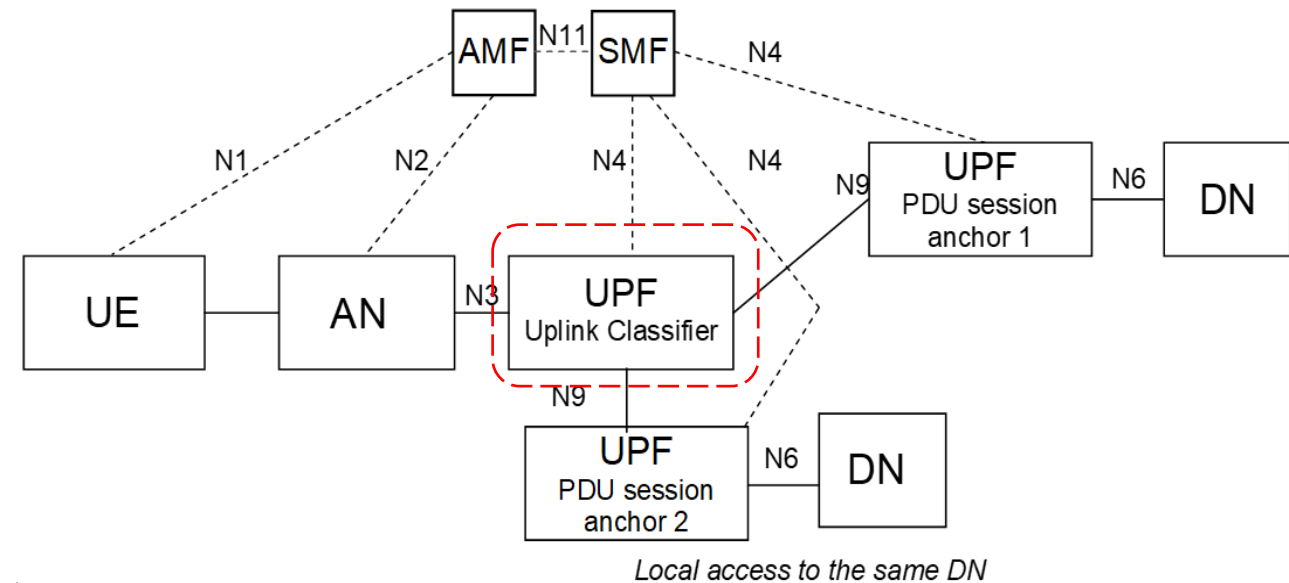 AMF
N11
SMF
N4
N1
N2
N4
N4
UPF
PDU session
anchor 1
N9
N6
DN
UE
AN
N3
UPF
Uplink Classifier
N9
UPF
PDU session
anchor 2
N6
DN
Local access to the same DN